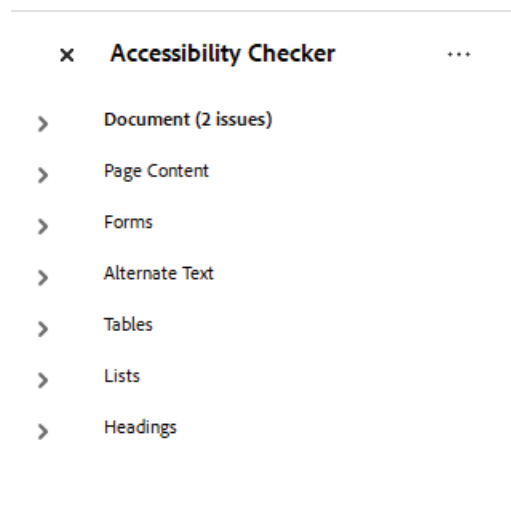 Accessibility Checker
Document (2 issues)
Page Content
Forms
Alternate Text
Tables
Lists
Headings